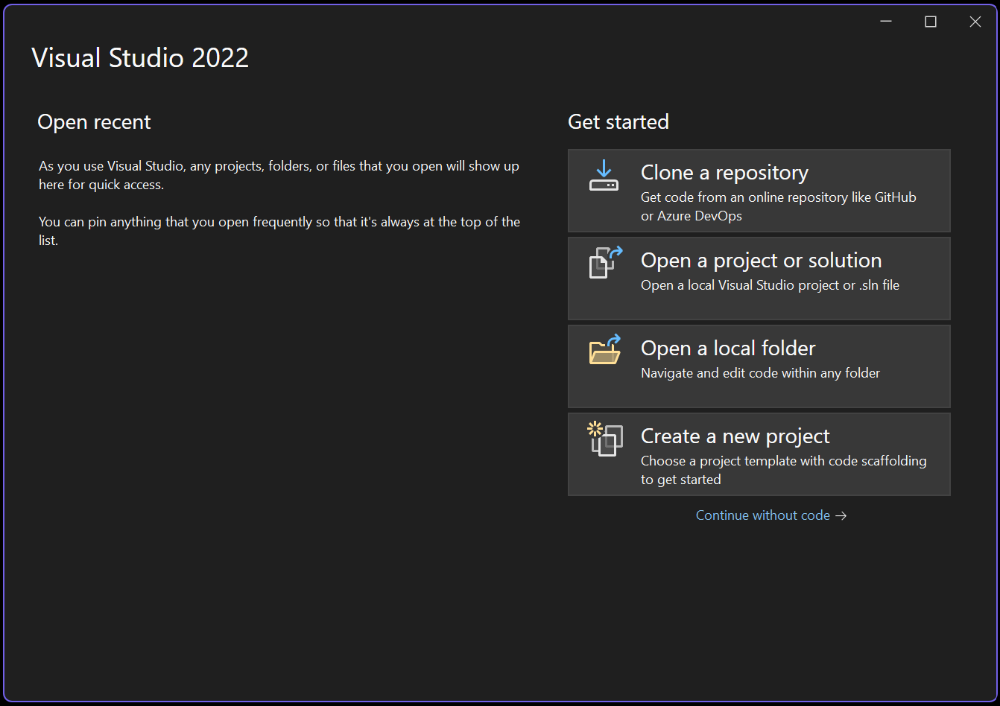 Visual Studio 2022
Open recent
As you use Visual Studio, any projects, folders, or files that you open will show up
here for quick access.
You can pin anything that you open frequently so that it's always at the top of the
list.
Get started
Clone a repository
Get code from an online repository like GitHub
or Azure DevOps
Open a project or solution
Open a local Visual Studio project or .sln file
Open a local folder
Navigate and edit code within any folder
Create a new project
Choose a project template with code scaffolding
to get started
Continue without code →